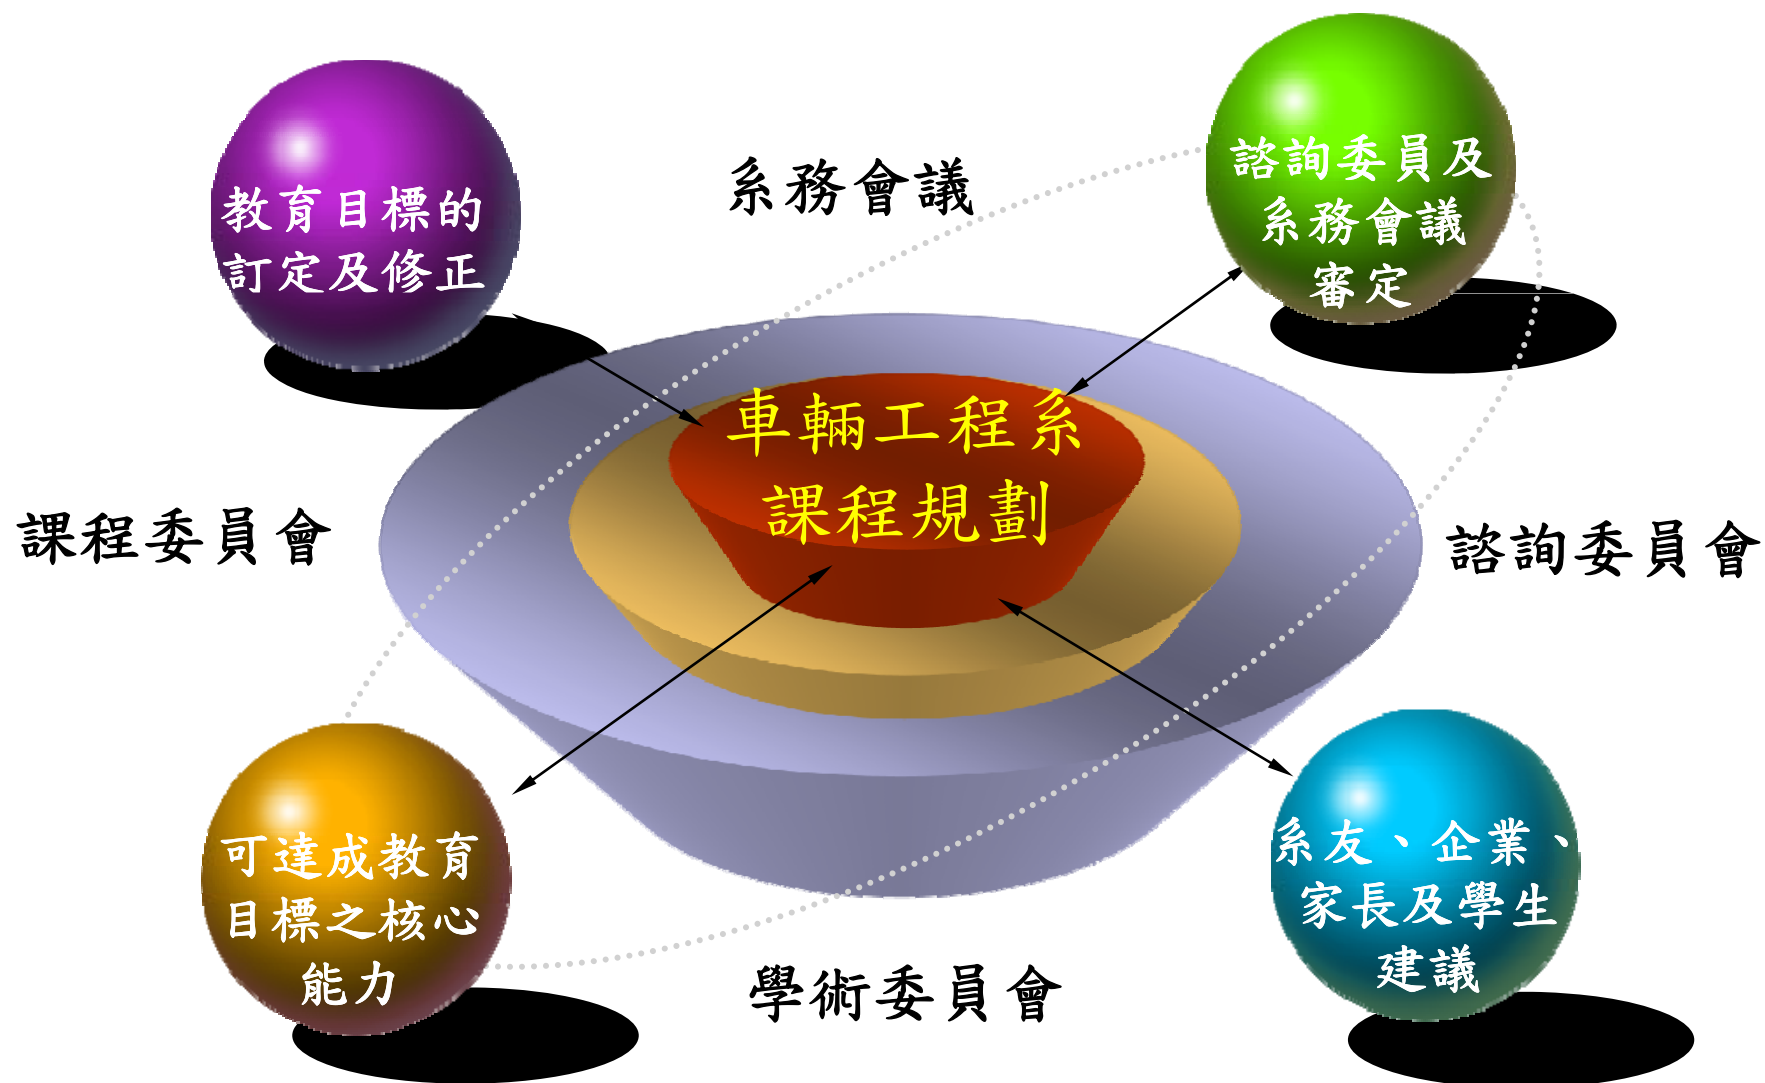 教育目標的
訂定及修正
系務會議
諮詢委員及
系務會議
審定
車輛工程系
課程規劃
課程委員會
諮詢委員會
可達成教育
目標之核心
能力
學術委員會
系友、企業、
家長及學生
建議